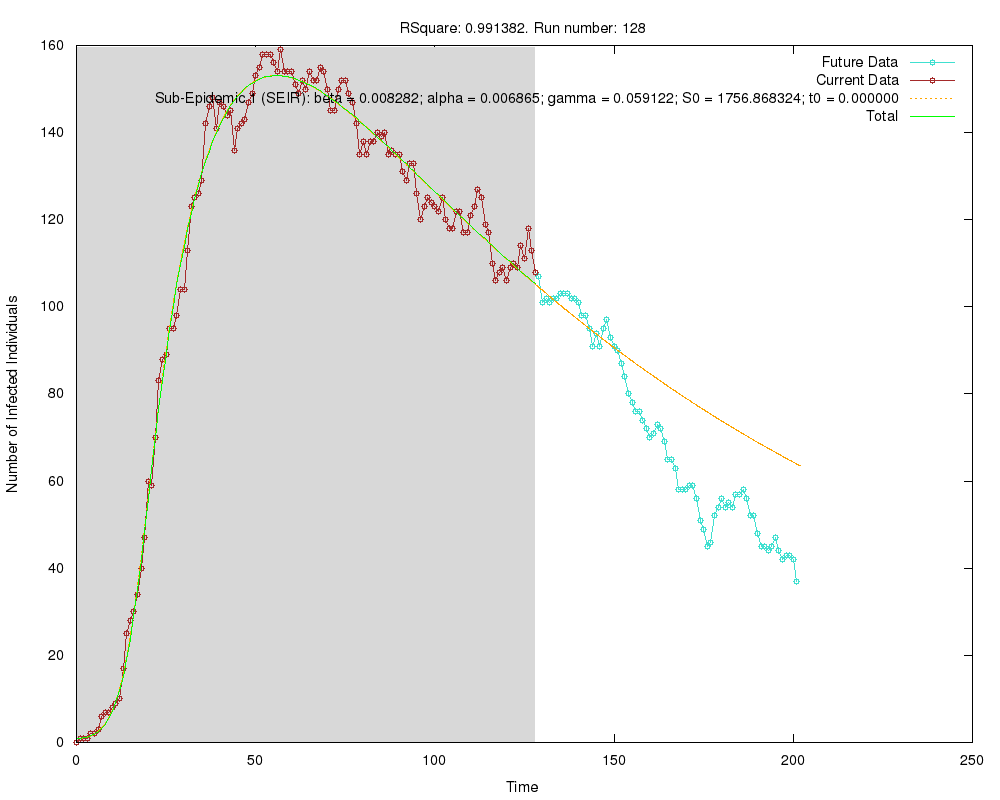 RSquare: 0.991382. Run number: 128
Future Data
Current Data
Sub-Epidemic 1 (SEIR): beta = 0.008282; alpha = 0.006865; gamma = 0.059122; S0 = 1756.868324; t0 = 0.000000
Total
Number of Infected Individuals
160
140
120
100
80
60
40
20
0
0 50 100 150 200 250
Time